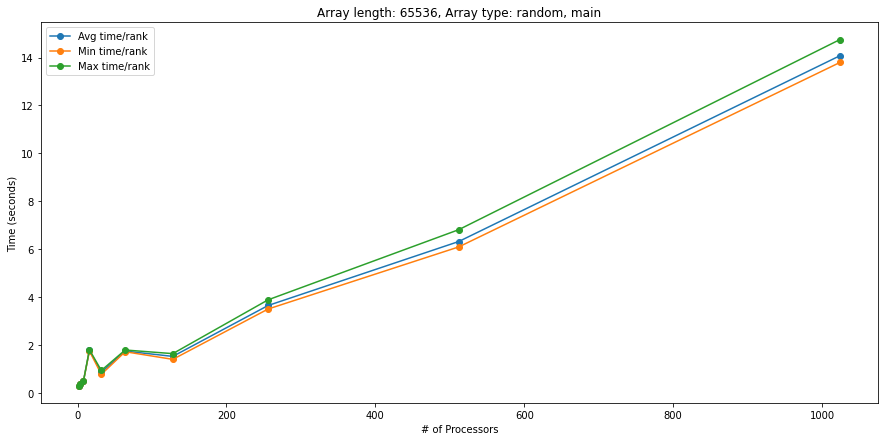 Array length: 65536, Array type: random, main
Avg time/rank
Min time/rank
Max time/rank
14
12
10
8
6
4
2
0
Time (seconds)
0 200 400 600 800 1000
# of Processors